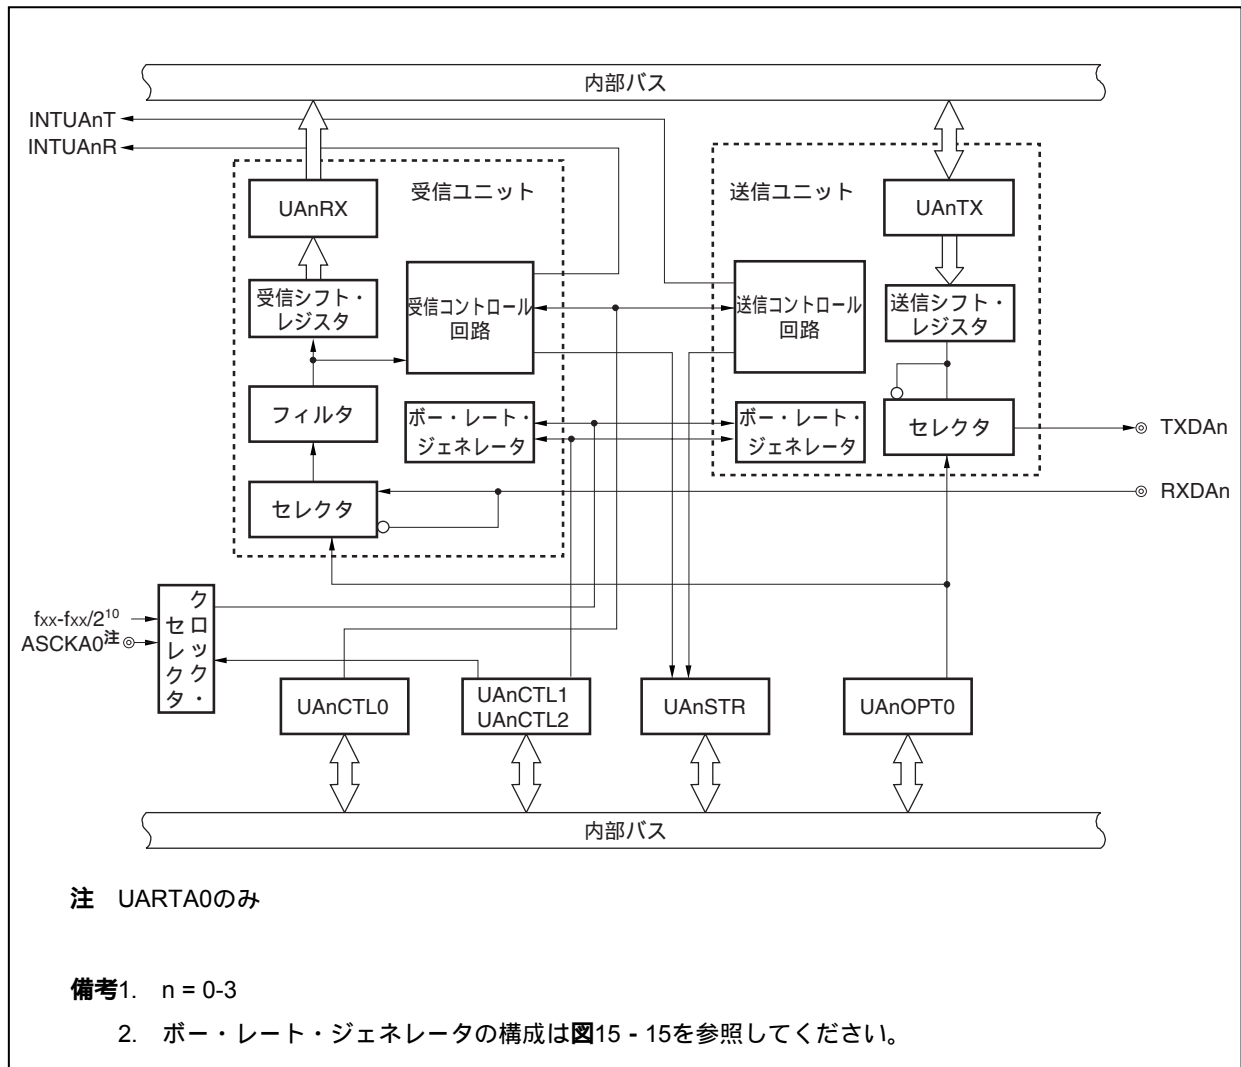 内部バス
INTUAnT
INTUAnR
受信ユニット
送信ユニット
UAnRX
UAnTX
受信シフト・
レジスタ
受信コントロール
回路
送信コントロール
回路
送信シフト・
レジスタ
フィルタ
ボー・レート・
ジェネレータ
ボー・レート・
ジェネレータ
セレクタ
TXDAn
セレクタ
RXDAn
クロック・
セレクタ
fxx-fxx/2¹⁰
ASCKA0注
UAnCTL0
UAnCTL1
UAnCTL2
UAnSTR
UAnOPT0
内部バス
注 UARTA0のみ
備考1. n = 0-3
2. ボー・レート・ジェネレータの構成は図15 - 15を参照してください。